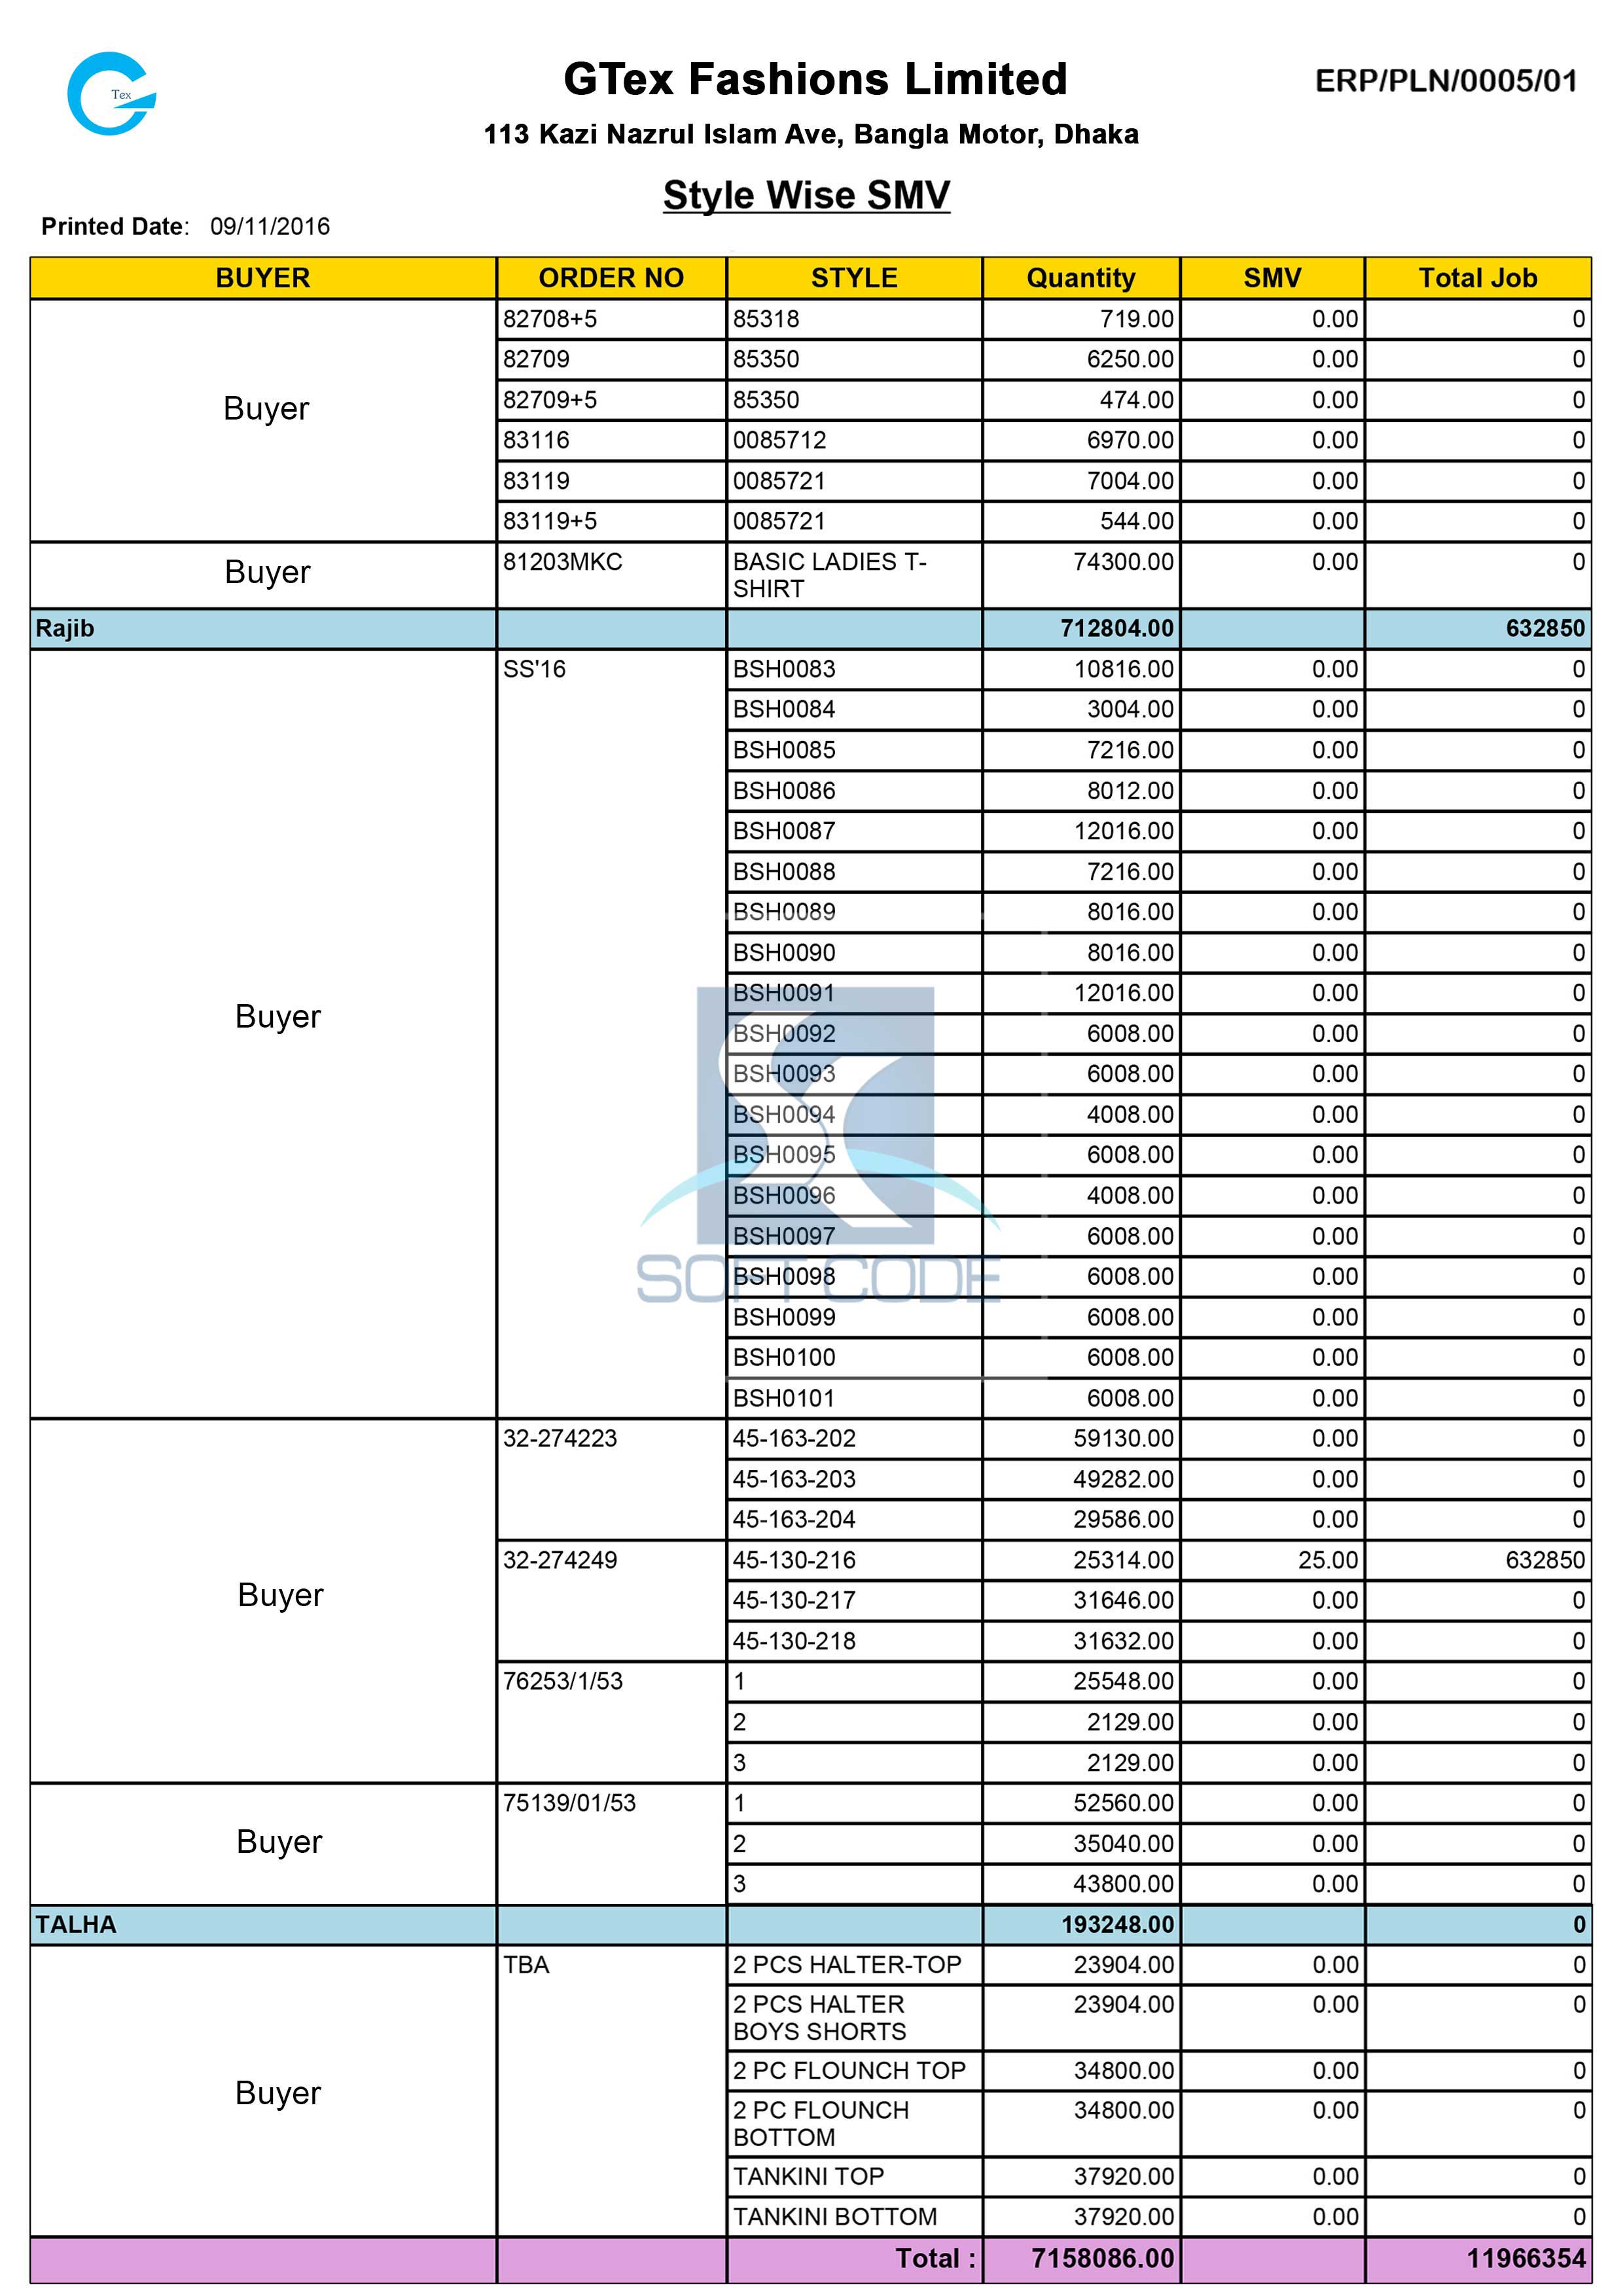 Tex
GTex Fashions Limited
ERP/PLN/0005/01
113 Kazi Nazrul Islam Ave, Bangla Motor, Dhaka
Style Wise SMV
Printed Date: 09/11/2016
BUYER ORDER NO STYLE Quantity SMV Total Job
Buyer
82708+5 85318 719.00 0.00 0
82709 85350 6250.00 0.00 0
82709+5 85350 474.00 0.00 0
83116 0085712 6970.00 0.00 0
83119 0085721 7004.00 0.00 0
83119+5 0085721 544.00 0.00 0
Buyer
81203MKC BASIC LADIES T- 74300.00 0.00 0
SHIRT
Rajib 712804.00 632850
Buyer
SS'16 BSH0083 10816.00 0.00 0
BSH0084 3004.00 0.00 0
BSH0085 7216.00 0.00 0
BSH0086 8012.00 0.00 0
BSH0087 12016.00 0.00 0
BSH0088 7216.00 0.00 0
BSH0089 8016.00 0.00 0
BSH0090 8016.00 0.00 0
BSH0091 12016.00 0.00 0
BSH0092 6008.00 0.00 0
BSH0093 6008.00 0.00 0
BSH0094 4008.00 0.00 0
BSH0095 6008.00 0.00 0
BSH0096 4008.00 0.00 0
BSH0097 6008.00 0.00 0
BSH0098 6008.00 0.00 0
SOFT CODE
BSH0099 6008.00 0.00 0
BSH0100 6008.00 0.00 0
BSH0101 6008.00 0.00 0
Buyer
32-274223 45-163-202 59130.00 0.00 0
45-163-203 49282.00 0.00 0
45-163-204 29586.00 0.00 0
32-274249 45-130-216 25314.00 25.00 632850
45-130-217 31646.00 0.00 0
45-130-218 31632.00 0.00 0
76253/1/53 1 25548.00 0.00 0
2 2129.00 0.00 0
3 2129.00 0.00 0
Buyer
75139/01/53 1 52560.00 0.00 0
2 35040.00 0.00 0
3 43800.00 0.00 0
TALHA 193248.00 0
Buyer
TBA 2 PCS HALTER-TOP 23904.00 0.00 0
2 PCS HALTER 23904.00 0.00 0
BOYS SHORTS
2 PC FLOUNCH TOP 34800.00 0.00 0
2 PC FLOUNCH 34800.00 0.00 0
BOTTOM
TANKINI TOP 37920.00 0.00 0
TANKINI BOTTOM 37920.00 0.00 0
Total : 7158086.00 11966354